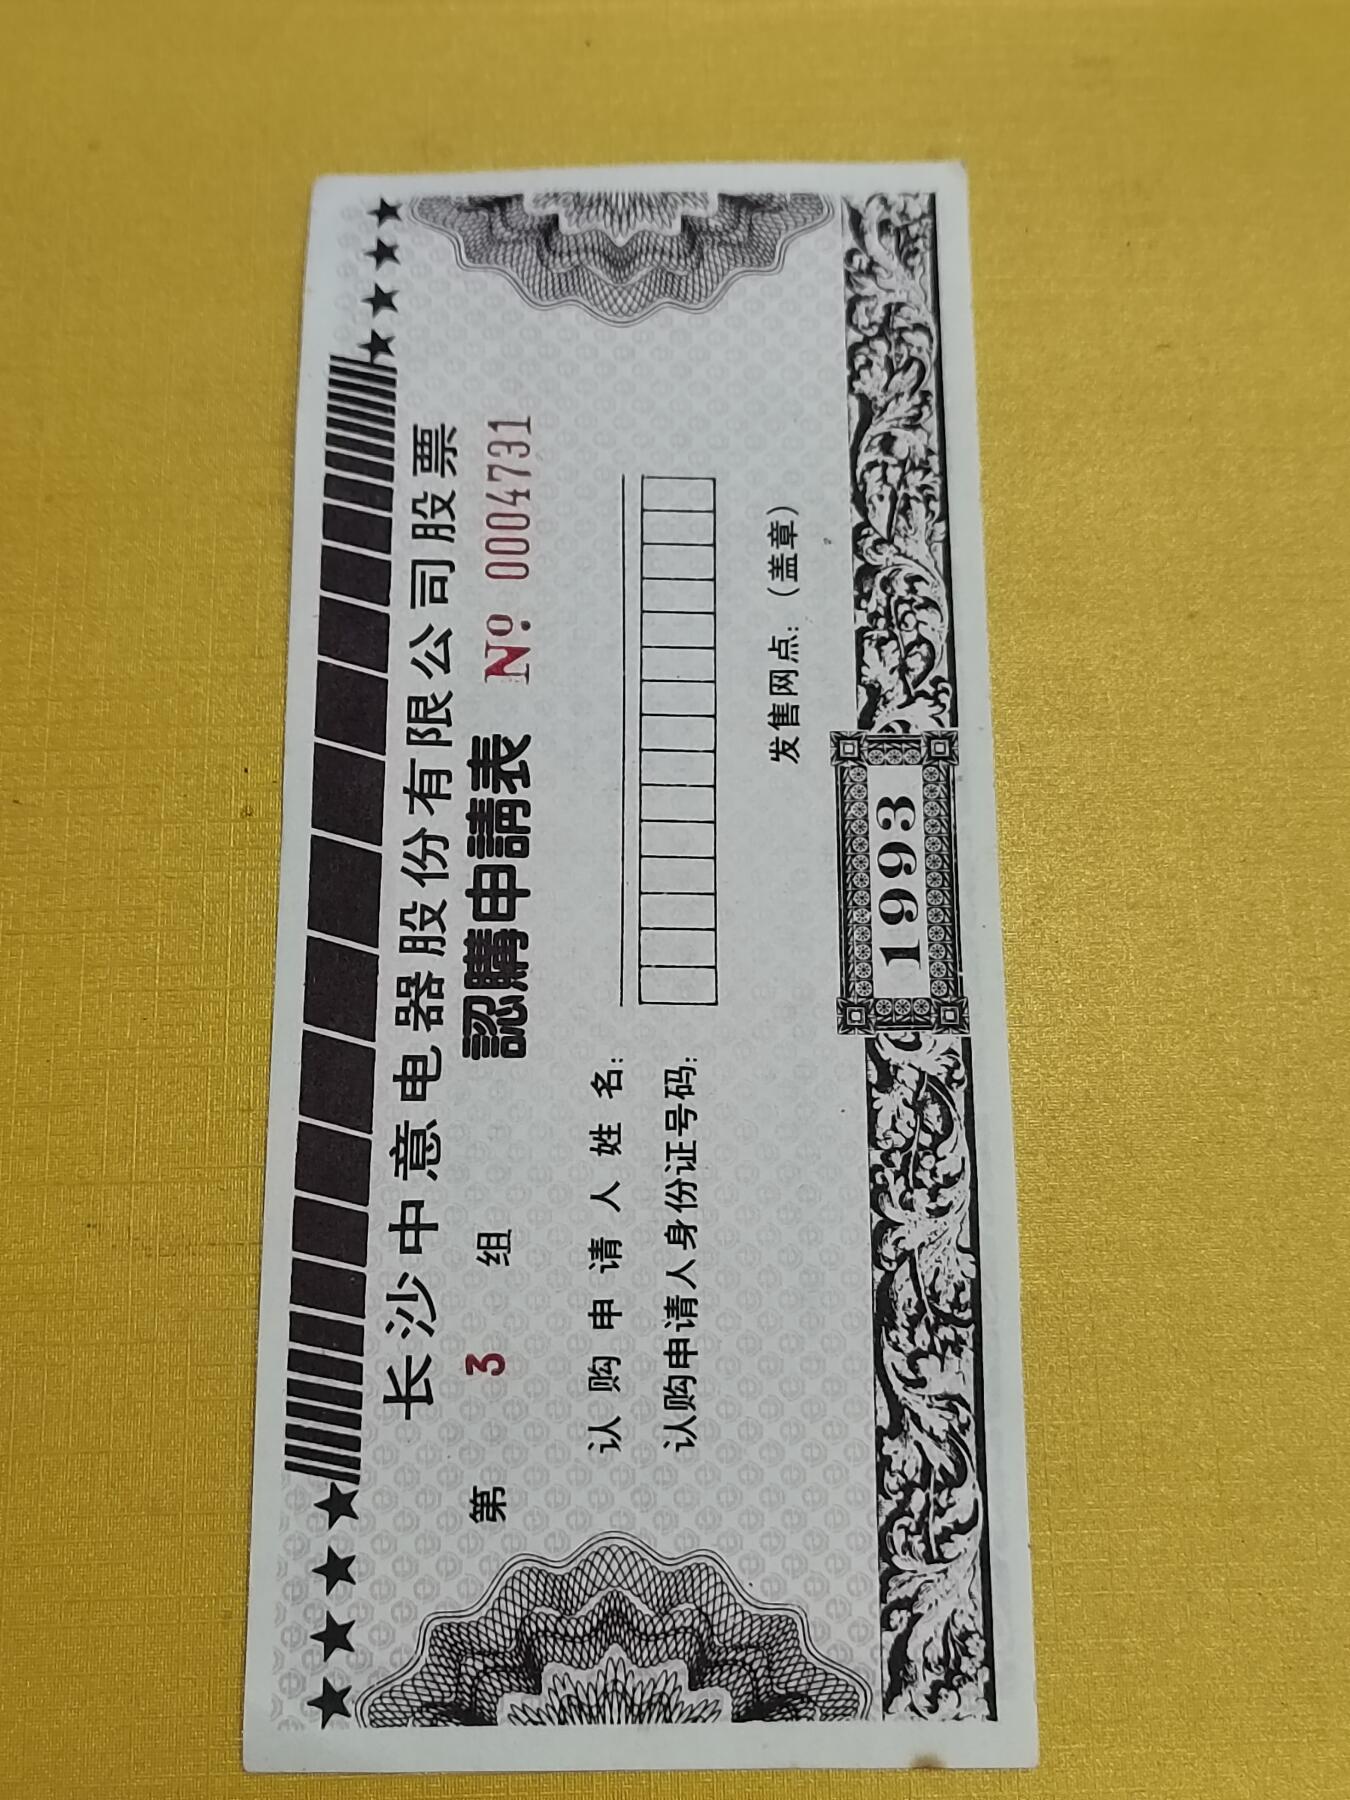 长沙中意电器股份有限公司股票
第 3 组 認購申請表 Nº 0004731
认购申请人姓名:
认购申请人身份证号码:
发售网点:(盖章)
1993